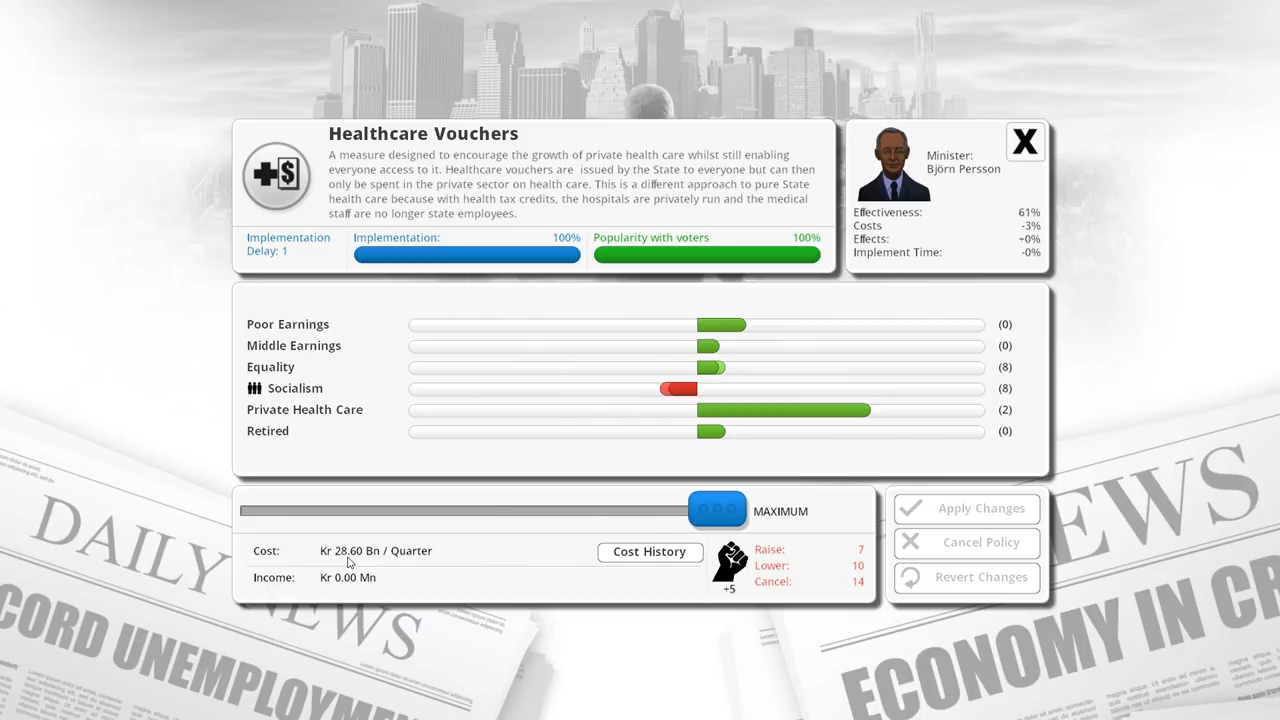 Healthcare Vouchers
A measure designed to encourage the growth of private health care whilst still enabling
everyone access to it. Healthcare vouchers are issued by the State to everyone but can then
only be spent in the private sector on health care. This is a different approach to pure State
health care because with health tax credits, the hospitals are privately run and the medical
staff are no longer state employees.
Implementation
Delay: 1
Implementation: 100%
Popularity with voters 100%
X
Minister:
Björn Persson
Effectiveness: 61%
Costs -3%
Effects: +0%
Implement Time: -0%
Poor Earnings (0)
Middle Earnings (0)
Equality (8)
Socialism (8)
Private Health Care (2)
Retired (0)
MAXIMUM
Cost: Kr 28.60 Bn / Quarter
Cost History
Income: Kr 0.00 Mn
+5
Raise: 7
Lower: 10
Cancel: 14
Apply Changes
Cancel Policy
Revert Changes
DAILY NEWS
CORD UNEMPLOYME
NEWS
ECONOMY IN CR